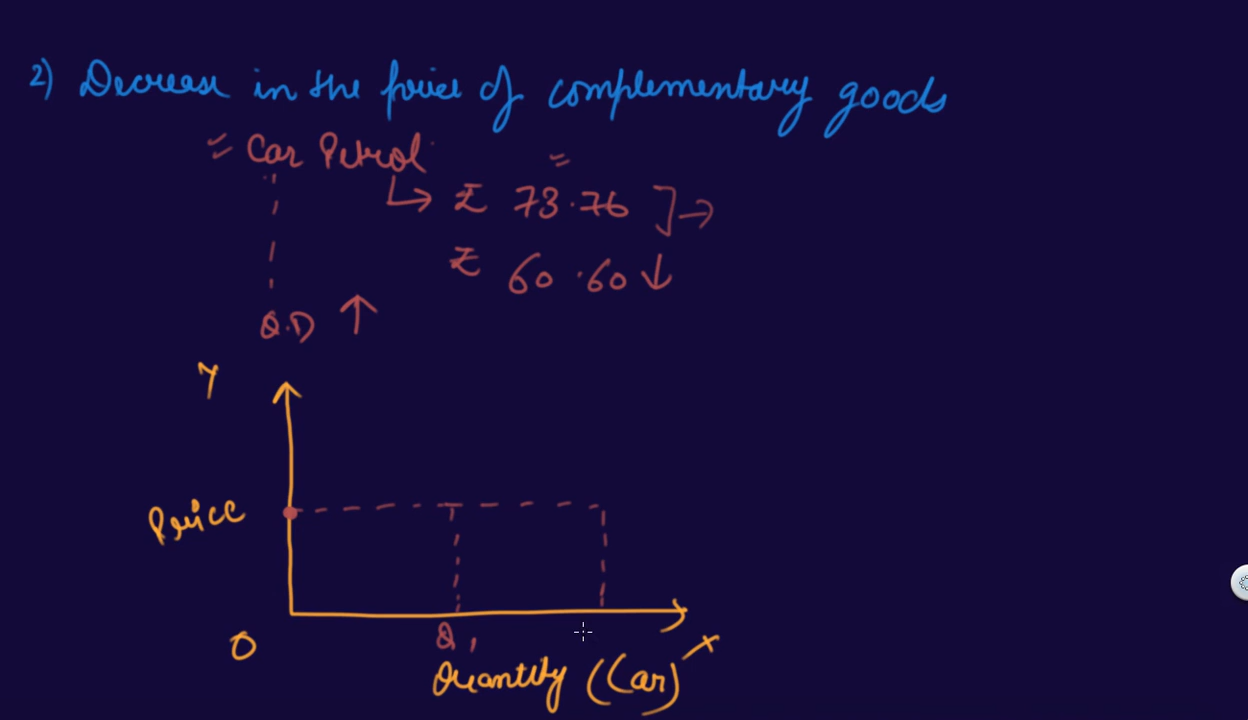 2) Decrease in the price of complementary goods
= Car Petrol =
↳ ₹ 73.76 ] →
₹ 60.60 ↓
Q.D ↑
Y
Price
O
Q1
X
Quantity (Car)